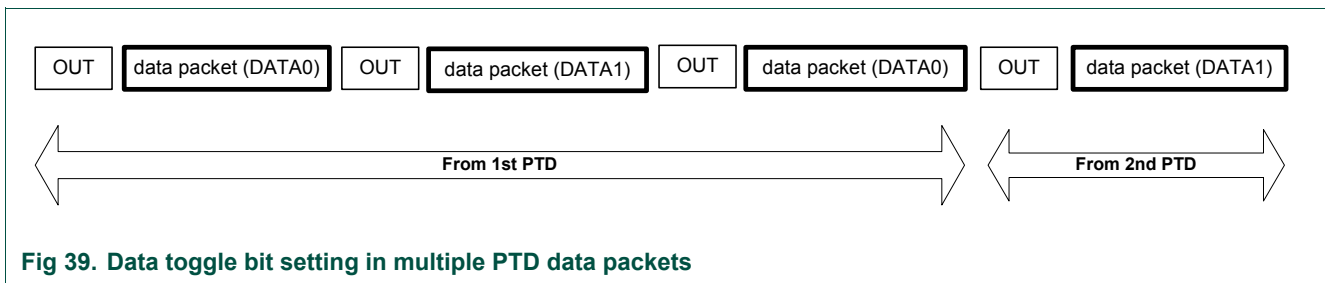 OUT data packet (DATA0) OUT data packet (DATA1) OUT data packet (DATA0) OUT data packet (DATA1)
From 1st PTD From 2nd PTD
Fig 39. Data toggle bit setting in multiple PTD data packets